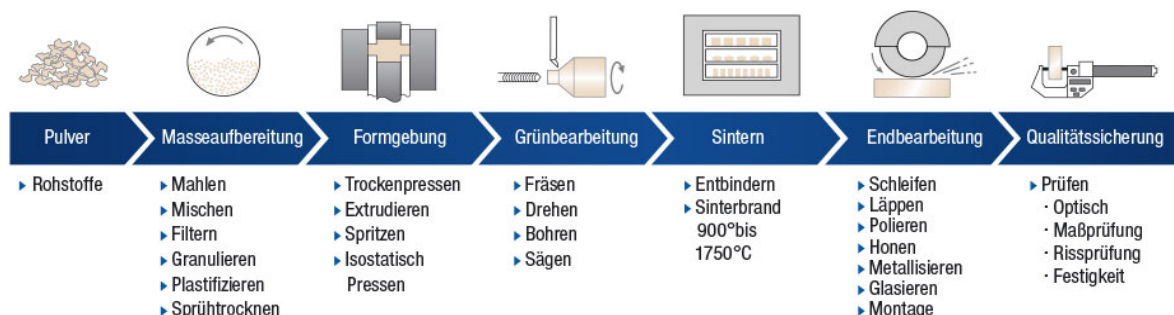 Pulver
Masseaufbereitung
Formgebung
Grünbearbeitung
Sintern
Endbearbeitung
Qualitätssicherung
Rohstoffe
Mahlen
Mischen
Filtern
Granulieren
Plastifizieren
Sprühtrocknen
Trockenpressen
Extrudieren
Spritzen
Isostatisch
Pressen
Fräsen
Drehen
Bohren
Sägen
Entbindern
Sinterbrand
900°bis
1750°C
Schleifen
Läppen
Polieren
Honen
Metallisieren
Glasieren
Montage
Prüfen
· Optisch
· Maßprüfung
· Rissprüfung
· Festigkeit